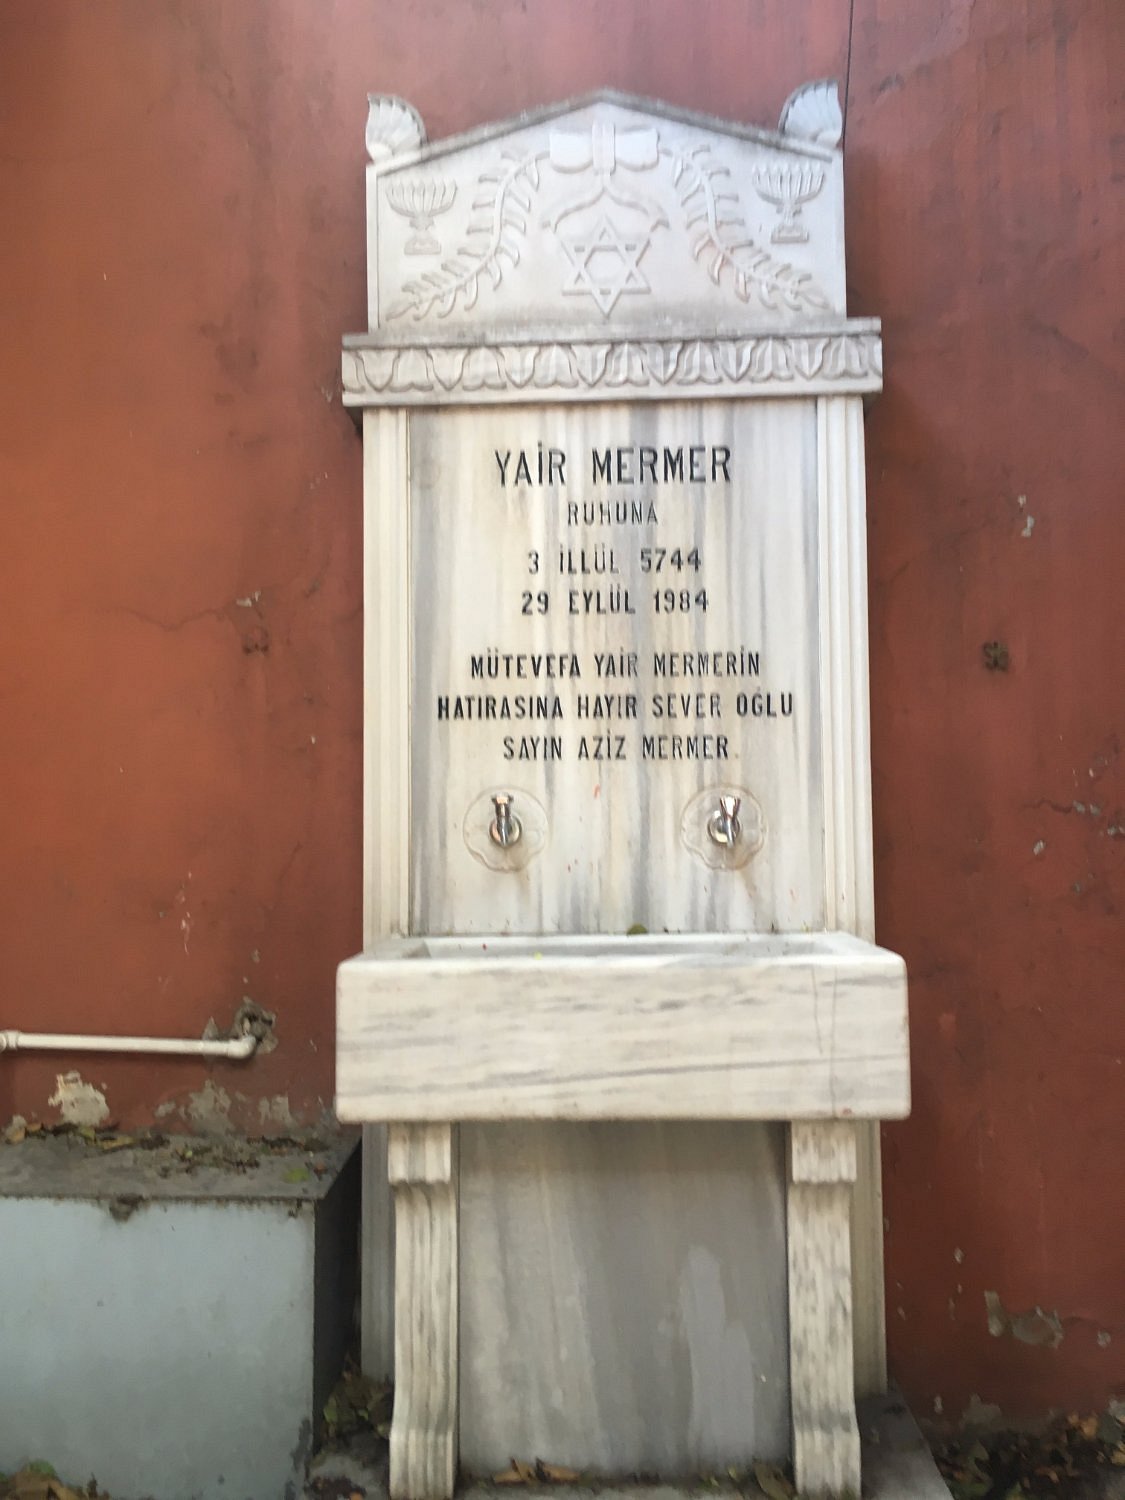 YAİR MERMER
RUHUNA
3 İLLÜL 5744
29 EYLÜL 1984
MÜTEVEFA YAİR MERMERİN
HATIRASINA HAYIR SEVER OĞLU
SAYIN AZİZ MERMER.